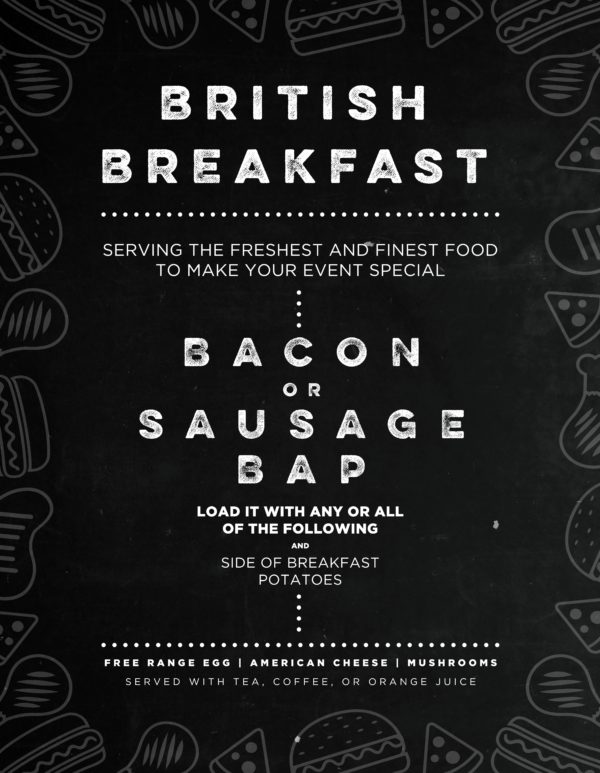 BRITISH
BREAKFAST
SERVING THE FRESHEST AND FINEST FOOD
TO MAKE YOUR EVENT SPECIAL
BACON
OR
SAUSAGE
BAP
LOAD IT WITH ANY OR ALL
OF THE FOLLOWING
AND
SIDE OF BREAKFAST
POTATOES
FREE RANGE EGG | AMERICAN CHEESE | MUSHROOMS
SERVED WITH TEA, COFFEE, OR ORANGE JUICE